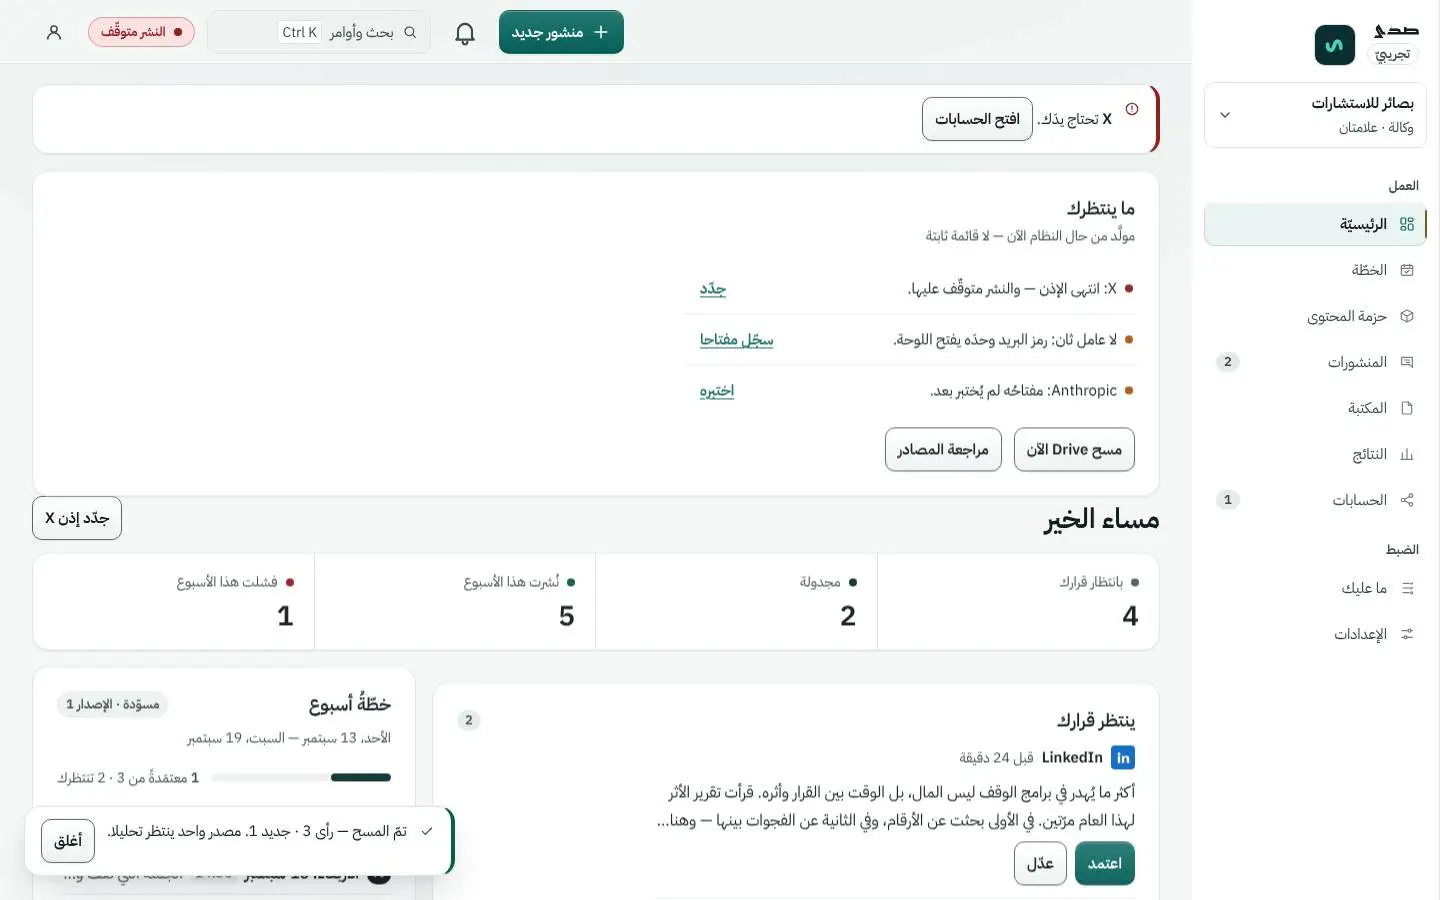 صدى
تجريبيّ
بصائر للاستشارات
وكالة · علامتان
العمل
الرئيسيّة
الخطّة
حزمة المحتوى
المنشورات 2
المكتبة
النتائج
الحسابات 1
الضبط
ما عليك
الإعدادات
منشور جديد
بحث وأوامر Ctrl K
النشر متوقّف
X تحتاج يدَك. افتح الحسابات
ما ينتظرك
مولَّد من حال النظام الآن — لا قائمة ثابتة
X: انتهى الإذن — والنشر متوقّف عليها. جدّد
لا عامل ثان: رمز البريد وحدَه يفتح اللوحة. سجّل مفتاحا
Anthropic: مفتاحُه لم يُختبر بعد. اختبره
مسح Drive الآن مراجعة المصادر
مساء الخير جدّد إذن X
بانتظار قرارك
4
مجدولة
2
نُشرت هذا الأسبوع
5
فشلت هذا الأسبوع
1
ينتظر قرارك 2
LinkedIn قبل 24 دقيقة
أكثر ما يُهدر في برامج الوقف ليس المال، بل الوقت بين القرار وأثره. قرأت تقرير الأثر
لهذا العام مرّتين. في الأولى بحثت عن الأرقام، وفي الثانية عن الفجوات بينها — وهنا...
اعتمد عدّل
خطّةُ أسبوع مسوّدة · الإصدار 1
الأحد، 13 سبتمبر — السبت، 19 سبتمبر
1 معتمَدةً من 3 · 2 تنتظرك
تمّ المسح — رأى 3 · جديد 1. مصدر واحد ينتظر تحليلا. أغلق